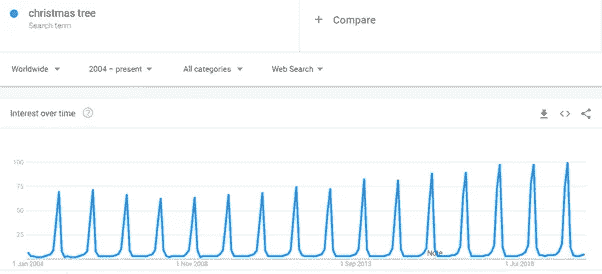 christmas tree
Search term
+ Compare
Worldwide
2004 – present
All categories
Web Search
Interest over time
100
75
50
25
Note
1 Jan 2004
1 Nov 2004
1 Sep 2013
1 Jul 2018